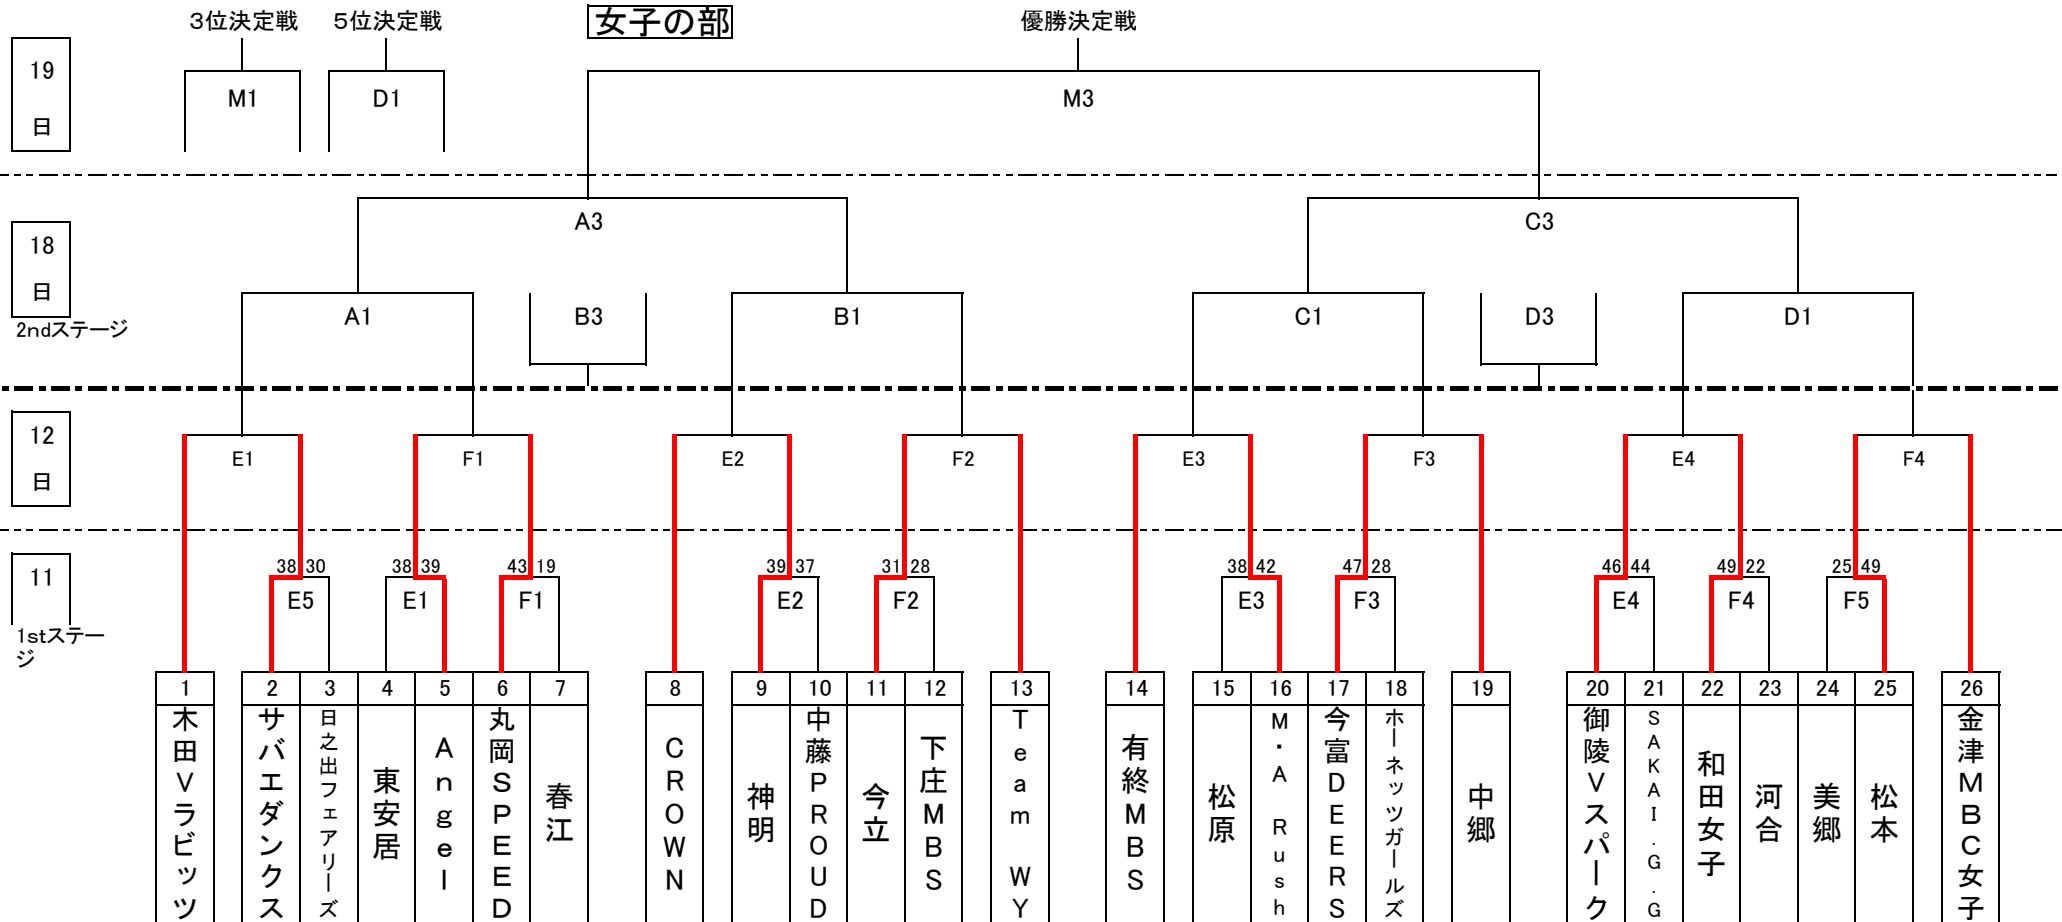 3位決定戦 5位決定戦 女子の部 優勝決定戦
19
日
M1 D1 M3
18
日
2ndステージ
A3 C3
A1 B3 B1 C1 D3 D1
12
日
E1 F1 E2 F2 E3 F3 E4 F4
11
1stステー
ジ
38 30 38 39 43 19 39 37 31 28 38 42 47 28 46 44 49 22 25 49
E5 E1 F1 E2 F2 E3 F3 E4 F4 F5
1 2 3 4 5 6 7 8 9 10 11 12 13 14 15 16 17 18 19 20 21 22 23 24 25 26
木田Vラビッツ
サバエダンクス
日之出フェアリーズ
東安居
Angel
丸岡SPEED
春江
CROWN
神明
中藤PROUD
今立
下庄MBS
Team WY
有終MBS
松原
M・A Rush
今富DEERS
ホーネッツガールズ
中郷
御陵Vスパーク
SAKAI.G.G
和田女子
河合
美郷
松本
金津MBC女子